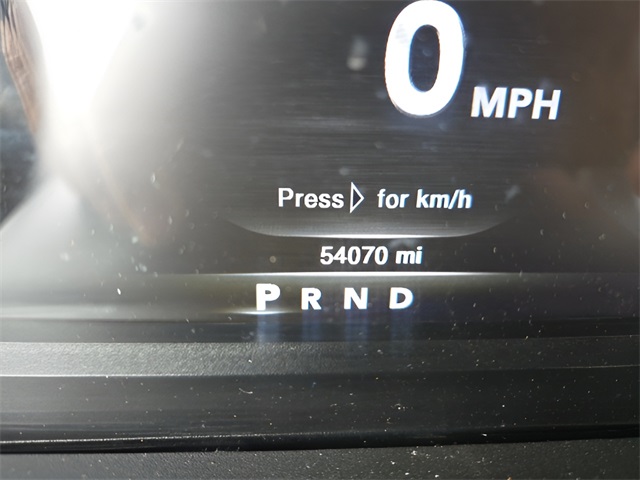 0 MPH
Press ▷ for km/h
54070 mi
P R N D